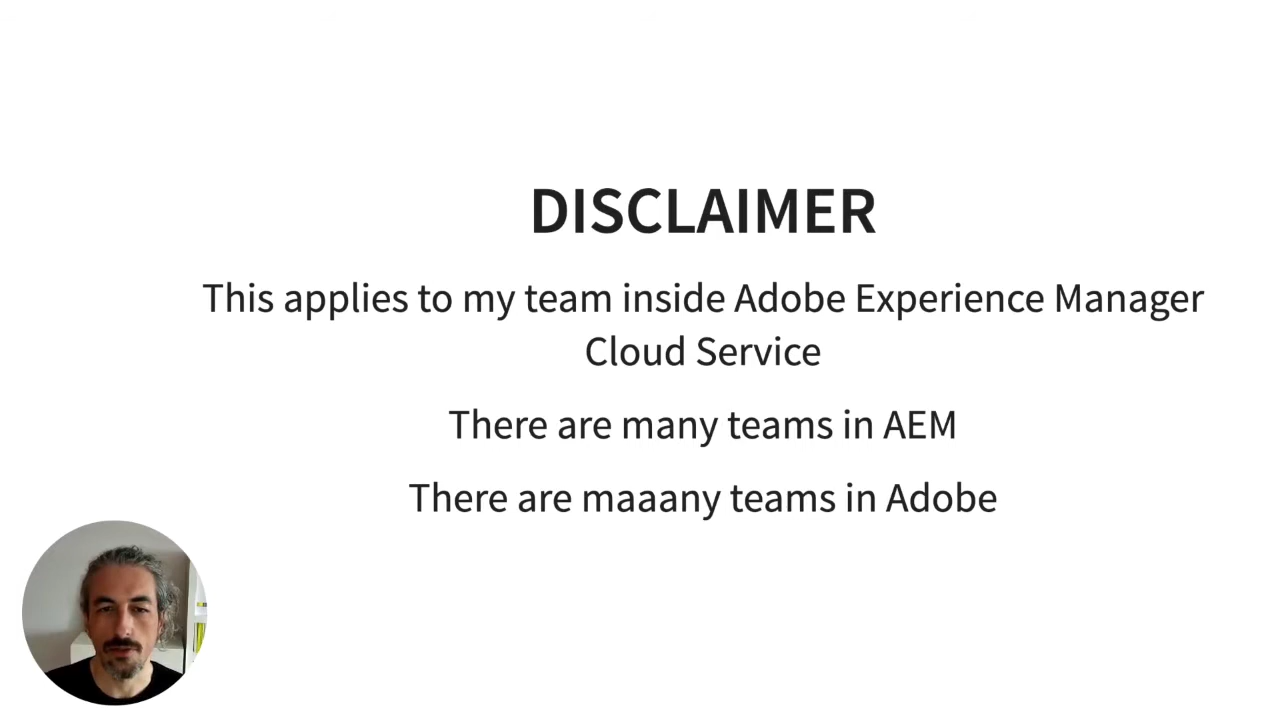 DISCLAIMER
This applies to my team inside Adobe Experience Manager
Cloud Service
There are many teams in AEM
There are maaany teams in Adobe